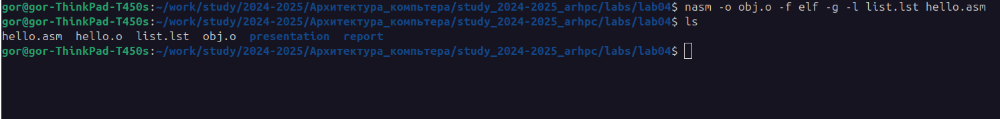 gor@gor-ThinkPad-T450s:~/work/study/2024-2025/Архитектура_компьтера/study_2024-2025_arhpc/labs/lab04$ nasm -o obj.o -f elf -g -l list.lst hello.asm
gor@gor-ThinkPad-T450s:~/work/study/2024-2025/Архитектура_компьтера/study_2024-2025_arhpc/labs/lab04$ ls
hello.asm  hello.o  list.lst  obj.o  presentation  report
gor@gor-ThinkPad-T450s:~/work/study/2024-2025/Архитектура_компьтера/study_2024-2025_arhpc/labs/lab04$